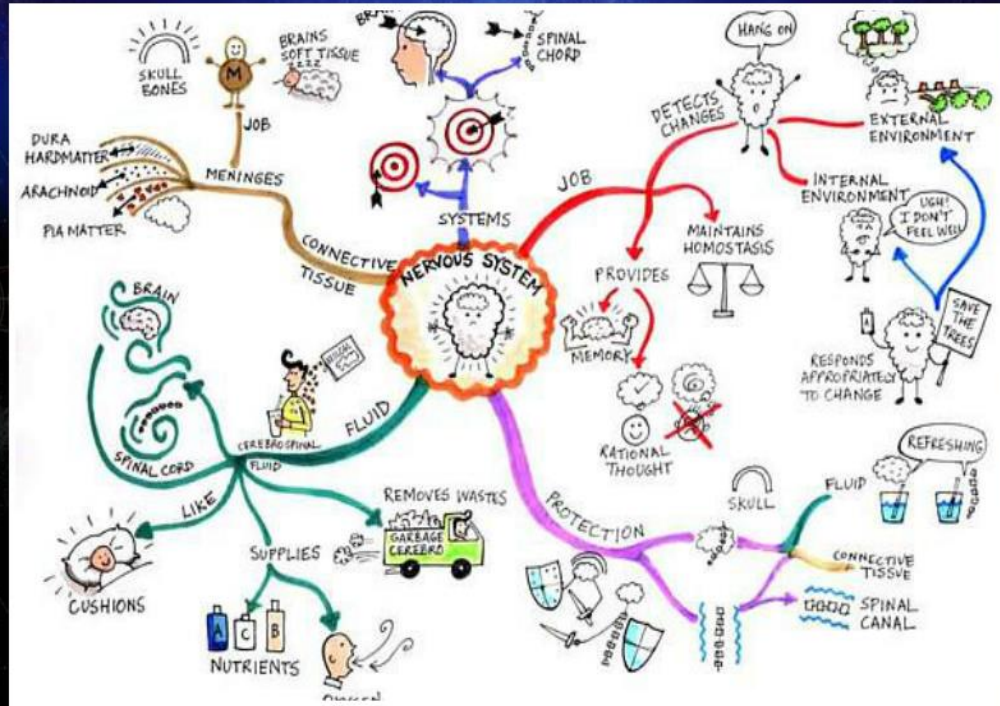 NERVOUS SYSTEM
SYSTEMS
BRAIN
SPINAL
CHORD
CONNECTIVE
TISSUE
MENINGES
JOB
SKULL
BONES
M
BRAINS
SOFT TISSUE
ZZZ
DURA
HARDMATTER
ARACHNOID
PIA MATTER
JOB
DETECTS
CHANGES
HANG ON
EXTERNAL
ENVIRONMENT
INTERNAL
ENVIRONMENT
UGH!
I DON'T
FEEL WELL
SAVE
THE
TREES
RESPONDS
APPROPRIATELY
TO CHANGE
MAINTAINS
HOMOSTASIS
PROVIDES
MEMORY
RATIONAL
THOUGHT
FLUID
CEREBROSPINAL
FLUID
BRAIN
SPINAL CORD
LIKE
CUSHIONS
SUPPLIES
A C B
NUTRIENTS
REMOVES WASTES
GARBAGE
CEREBRO
PROTECTION
SKULL
FLUID
REFRESHING
CONNECTIVE
TISSUE
SPINAL
CANAL